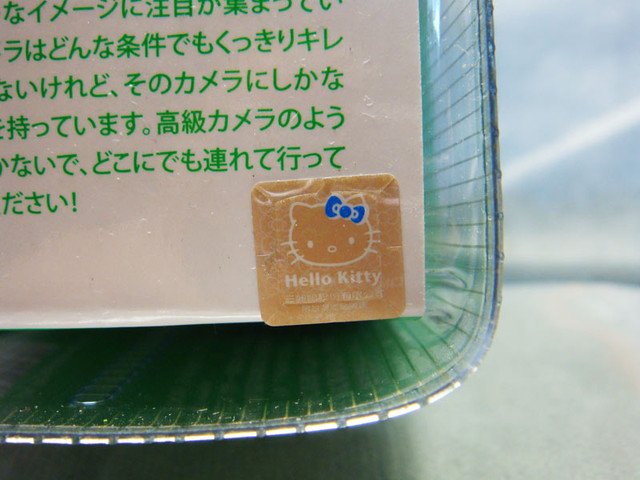 なイメージに注目が集まってい
ラはどんな条件でもくっきりキレ
ないけれど、そのカメラにしかな
を持っています。高級カメラのよう
かないで、どこにでも連れて行って
ださい!
Hello Kitty